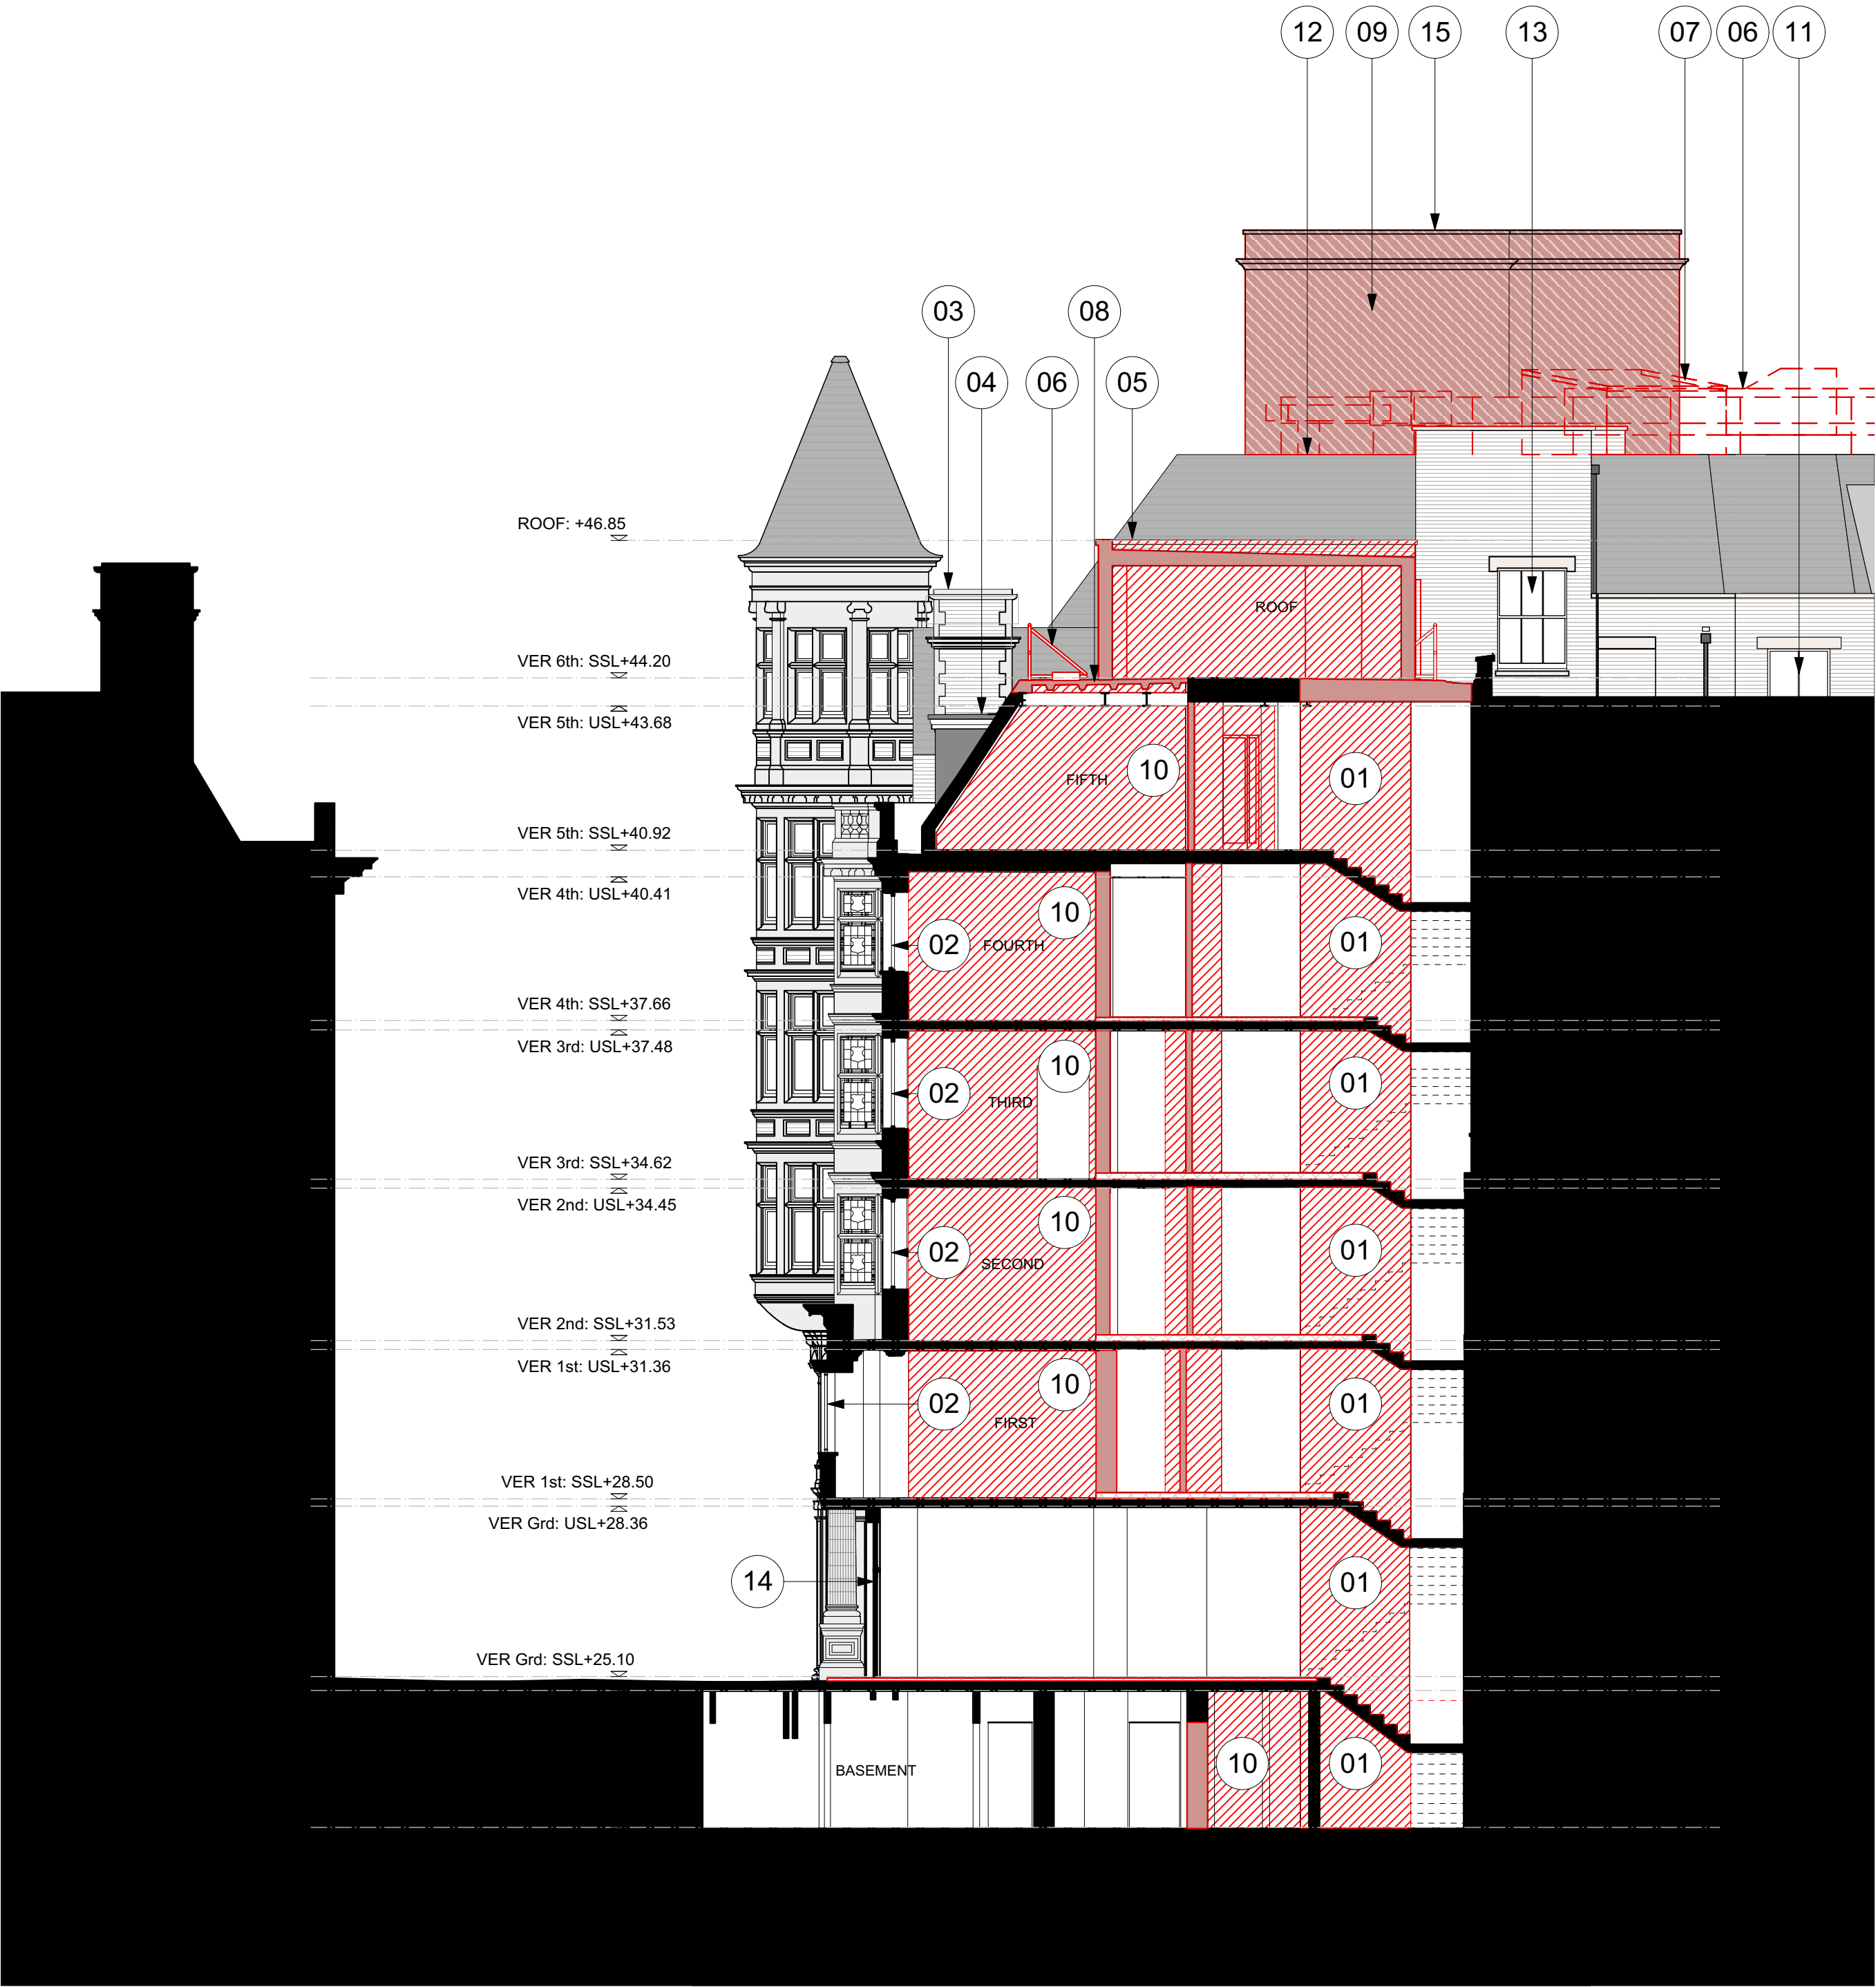 12 09 15 13 07 06 11
03 08
04 06 05
ROOF: +46.85
ROOF
VER 6th: SSL+44.20
VER 5th: USL+43.68
FIFTH 10 01
VER 5th: SSL+40.92
VER 4th: USL+40.41
10
02 FOURTH 01
VER 4th: SSL+37.66
VER 3rd: USL+37.48
10 01
02 THIRD
VER 3rd: SSL+34.62
VER 2nd: USL+34.45
10
02 SECOND 01
VER 2nd: SSL+31.53
VER 1st: USL+31.36
10
02 FIRST 01
VER 1st: SSL+28.50
VER Grd: USL+28.36
14 01
VER Grd: SSL+25.10
BASEMENT 10 01